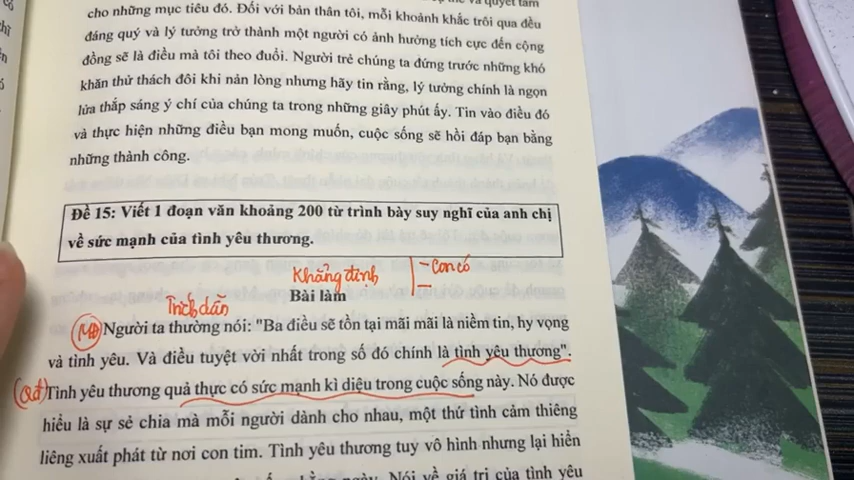 cho những mục tiêu đó. Đối với bản thân tôi, mỗi khoảnh khắc trôi qua đều
đáng quý và lý tưởng trở thành một người có ảnh hưởng tích cực đến cộng
đồng sẽ là điều mà tôi theo đuổi. Người trẻ chúng ta đứng trước những khó
khăn thử thách đôi khi nản lòng nhưng hãy tin rằng, lý tưởng chính là ngọn
lửa thắp sáng ý chí của chúng ta trong những giây phút ấy. Tin vào điều đó
và thực hiện những điều bạn mong muốn, cuộc sống sẽ hồi đáp bạn bằng
những thành công.
Đề 15: Viết 1 đoạn văn khoảng 200 từ trình bày suy nghĩ của anh chị
về sức mạnh của tình yêu thương.
Khẳng định
- con có
Bài làm
Trích dẫn
MĐ Người ta thường nói: "Ba điều sẽ tồn tại mãi mãi là niềm tin, hy vọng
và tình yêu. Và điều tuyệt vời nhất trong số đó chính là tình yêu thương".
Tình yêu thương quả thực có sức mạnh kì diệu trong cuộc sống này. Nó được
hiểu là sự sẻ chia mà mỗi người dành cho nhau, một thứ tình cảm thiêng
liêng xuất phát từ nơi con tim. Tình yêu thương tuy vô hình nhưng lại hiển
ngày. Nói về giá trị của tình yêu